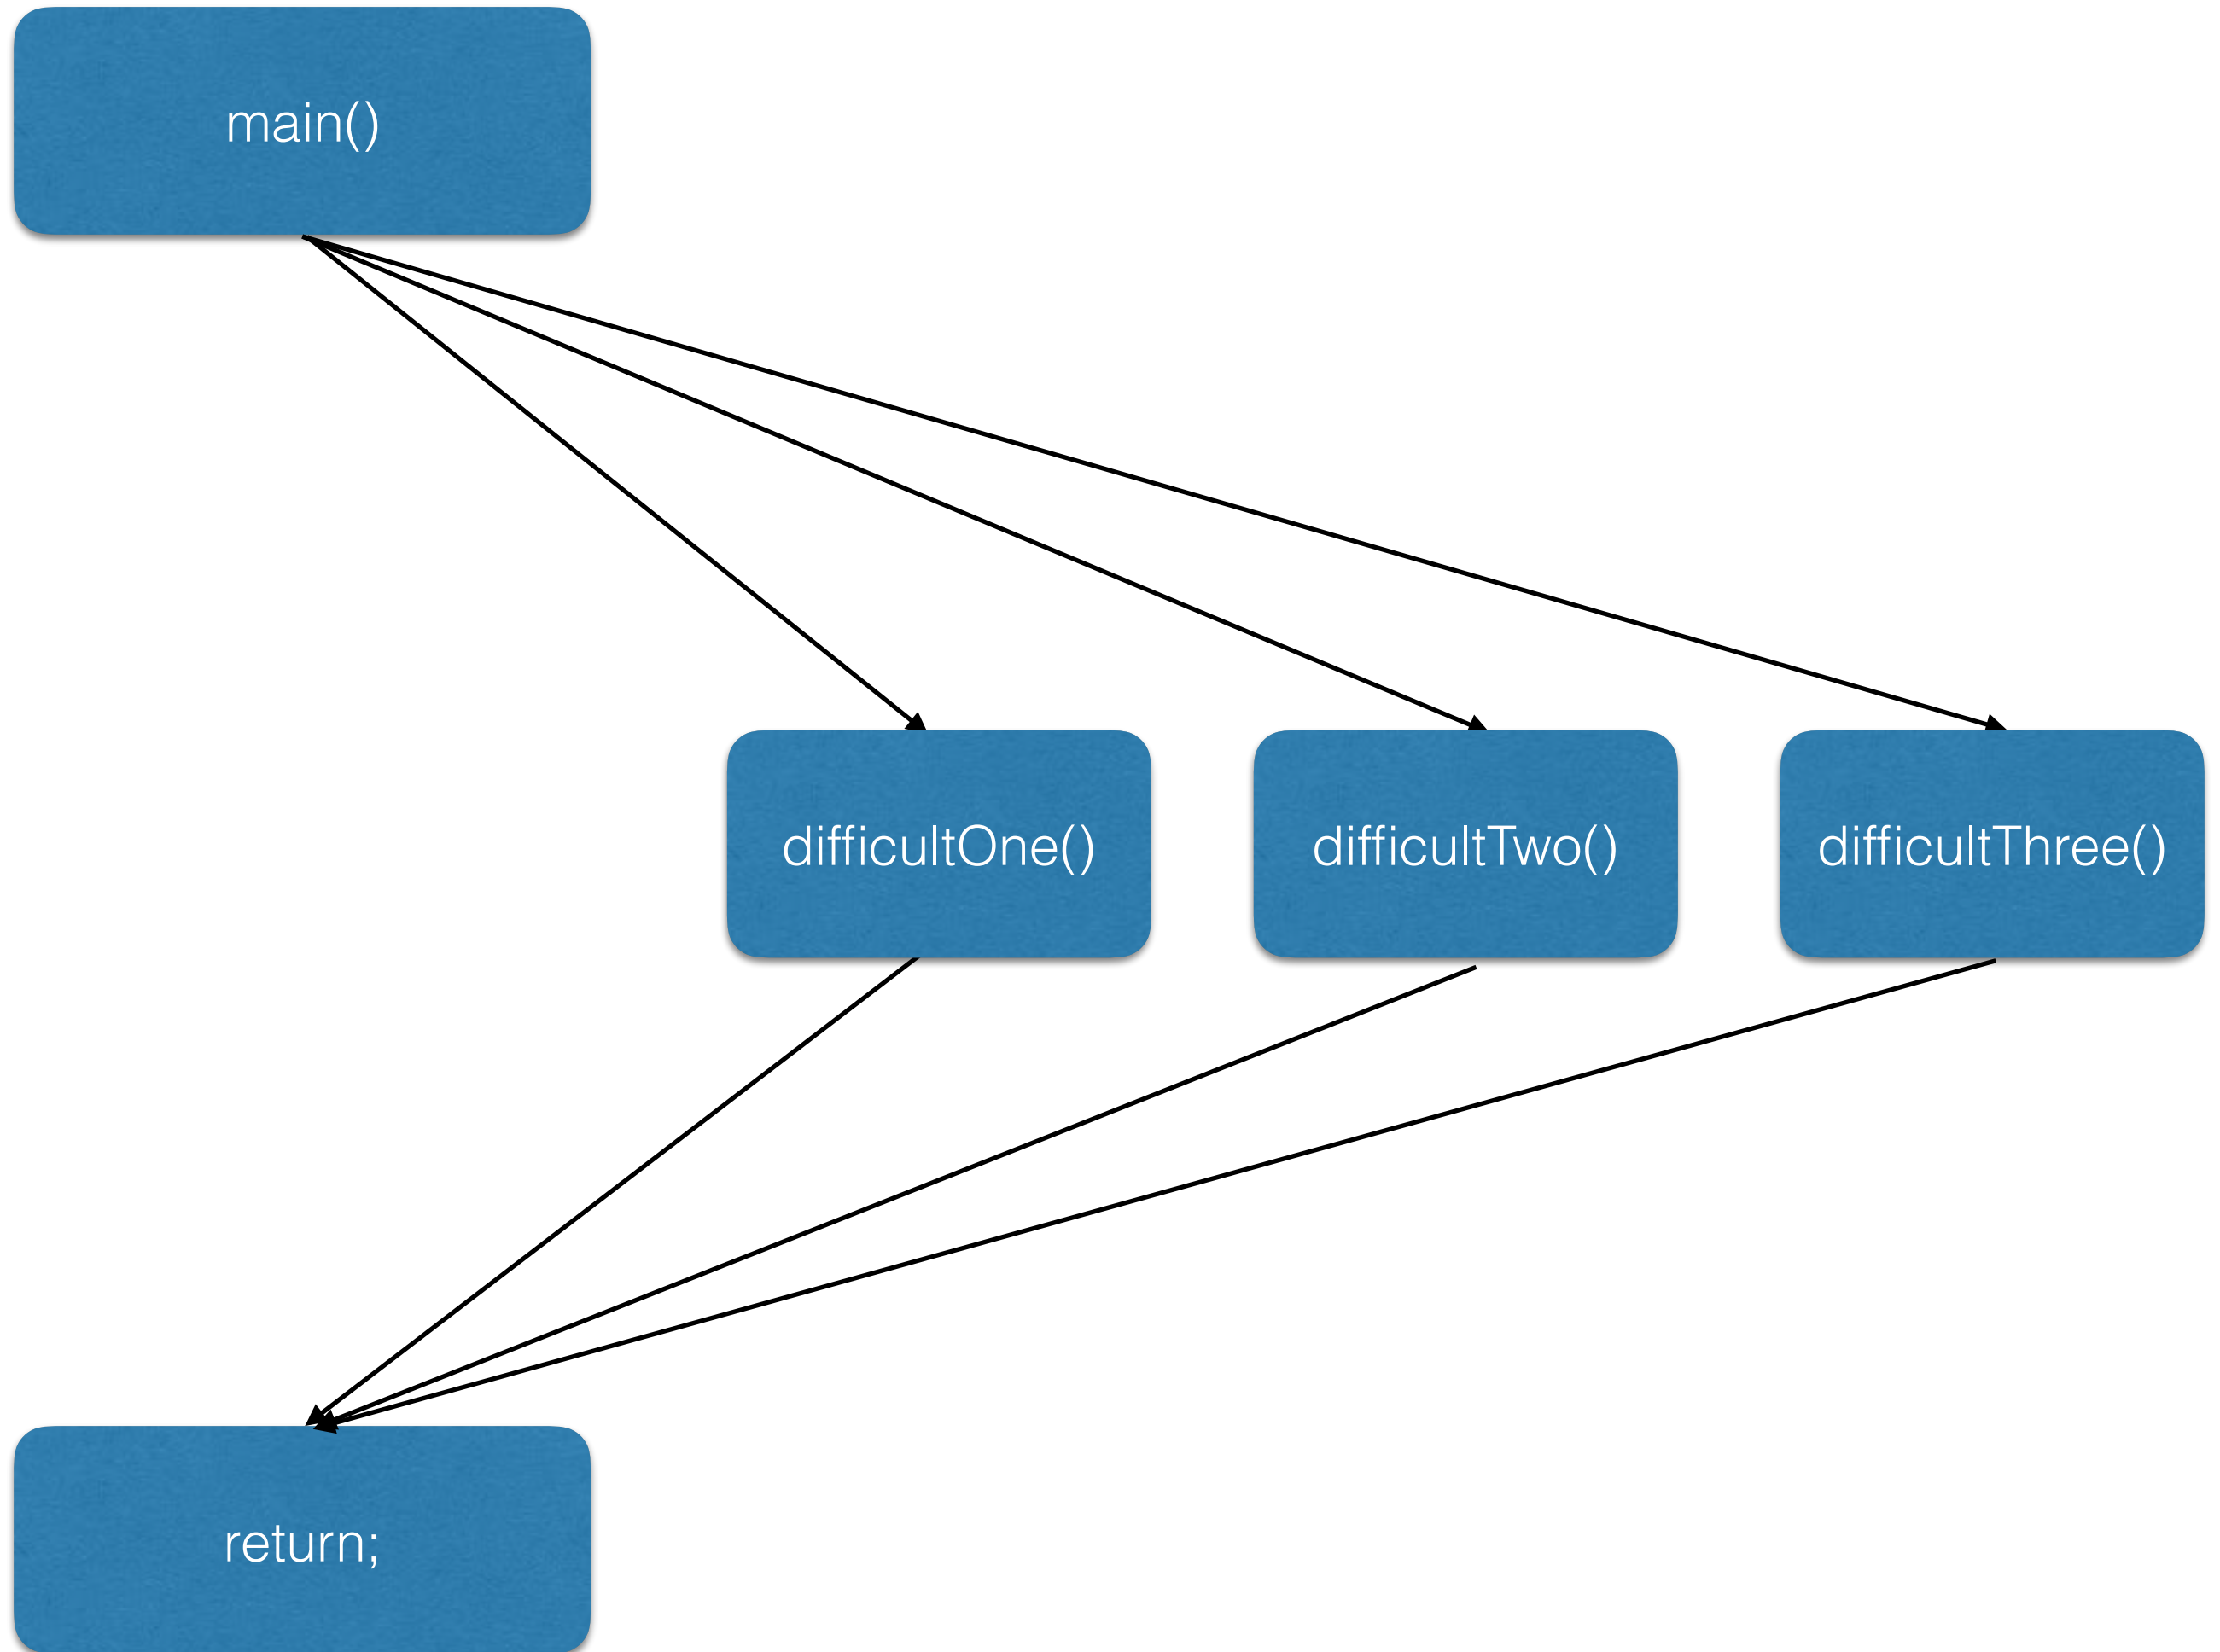 main()
difficultOne()
difficultTwo()
difficultThree()
return;